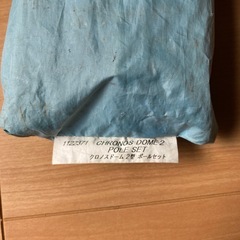 1122371 CHRONOS DOME 2
POLE SET
クロノスドーム 2型 ポールセット